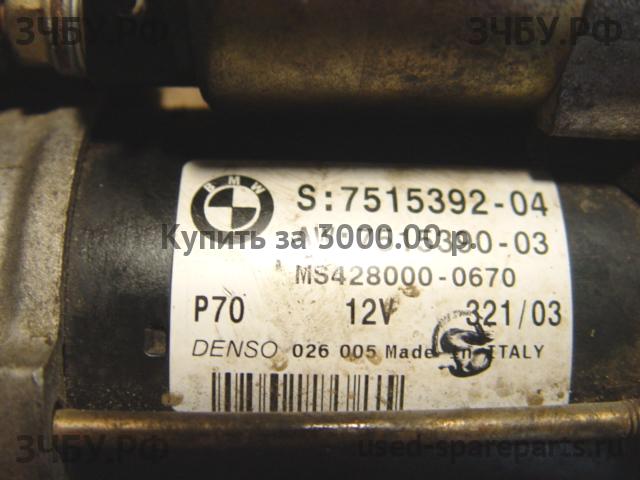 ЗЧБУ.РФ ЗЧБУ.РФ
BMW
S:7515392-04
Купить за 3000.00 р.
MS428000-0670
P70 12V 321/03
DENSO 026 005 Made in ITALY
ЗЧБУ.РФ used-spareparts.ru